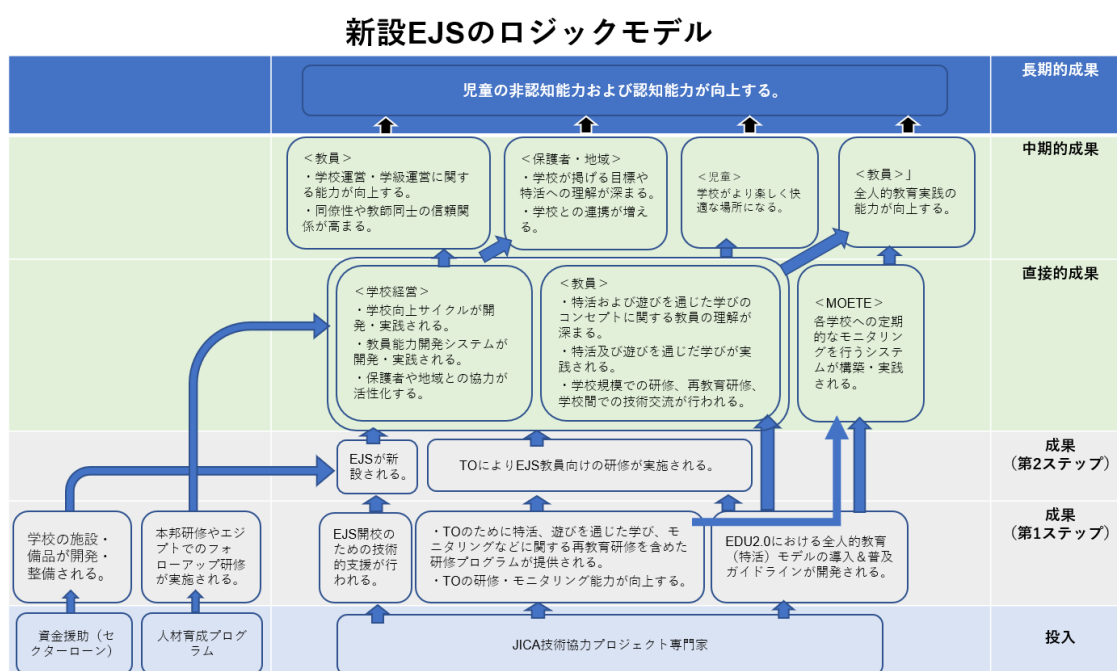 新設EJSのロジックモデル
長期的成果
児童の非認知能力および認知能力が向上する。
中期的成果
＜教員＞
・学校運営・学級運営に関す
る能力が向上する。
・同僚性や教師同士の信頼関
係が高まる。
＜保護者・地域＞
・学校が掲げる目標や
特活への理解が深まる。
・学校との連携が増え
る。
＜児童＞
学校がより楽しく快
適な場所になる。
＜教員＞」
全人的教育実践の
能力が向上する。
直接的成果
＜学校経営＞
・学校向上サイクルが開
発・実践される。
・教員能力開発システムが
開発・実践される。
・保護者や地域との協力が
活性化する。
＜教員＞
・特活および遊びを通じた学びの
コンセプトに関する教員の理解が
深まる。
・特活及び遊びを通じだ学びが実
践される。
・学校規模での研修、再教育研修、
学校間での技術交流が行われる。
＜MOETE＞
各学校への定期
的なモニタリン
グを行うシステ
ムが構築・実践
される。
成果
（第2ステップ）
EJSが新
設される。
TOによりEJS教員向けの研修が実施される。
成果
（第1ステップ）
学校の施設・
備品が開発・
整備される。
本邦研修やエジ
プトでのフォ
ローアップ研修
が実施される。
EJS開校の
ための技術
的支援が行
われる。
・TOのために特活、遊びを通じた学び、モ
ニタリングなどに関する再教育研修を含めた
研修プログラムが提供される。
・TOの研修・モニタリング能力が向上する。
EDU2.0における全人的教育
（特活）モデルの導入＆普及
ガイドラインが開発される。
投入
資金援助（セ
クターローン）
人材育成プログ
ラム
JICA技術協力プロジェクト専門家